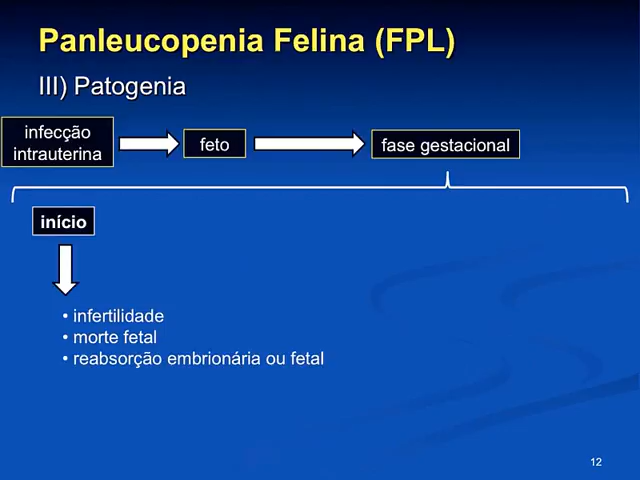 Panleucopenia Felina (FPL)
III) Patogenia
infecção
intrauterina
feto
fase gestacional
início
• infertilidade
• morte fetal
• reabsorção embrionária ou fetal
12